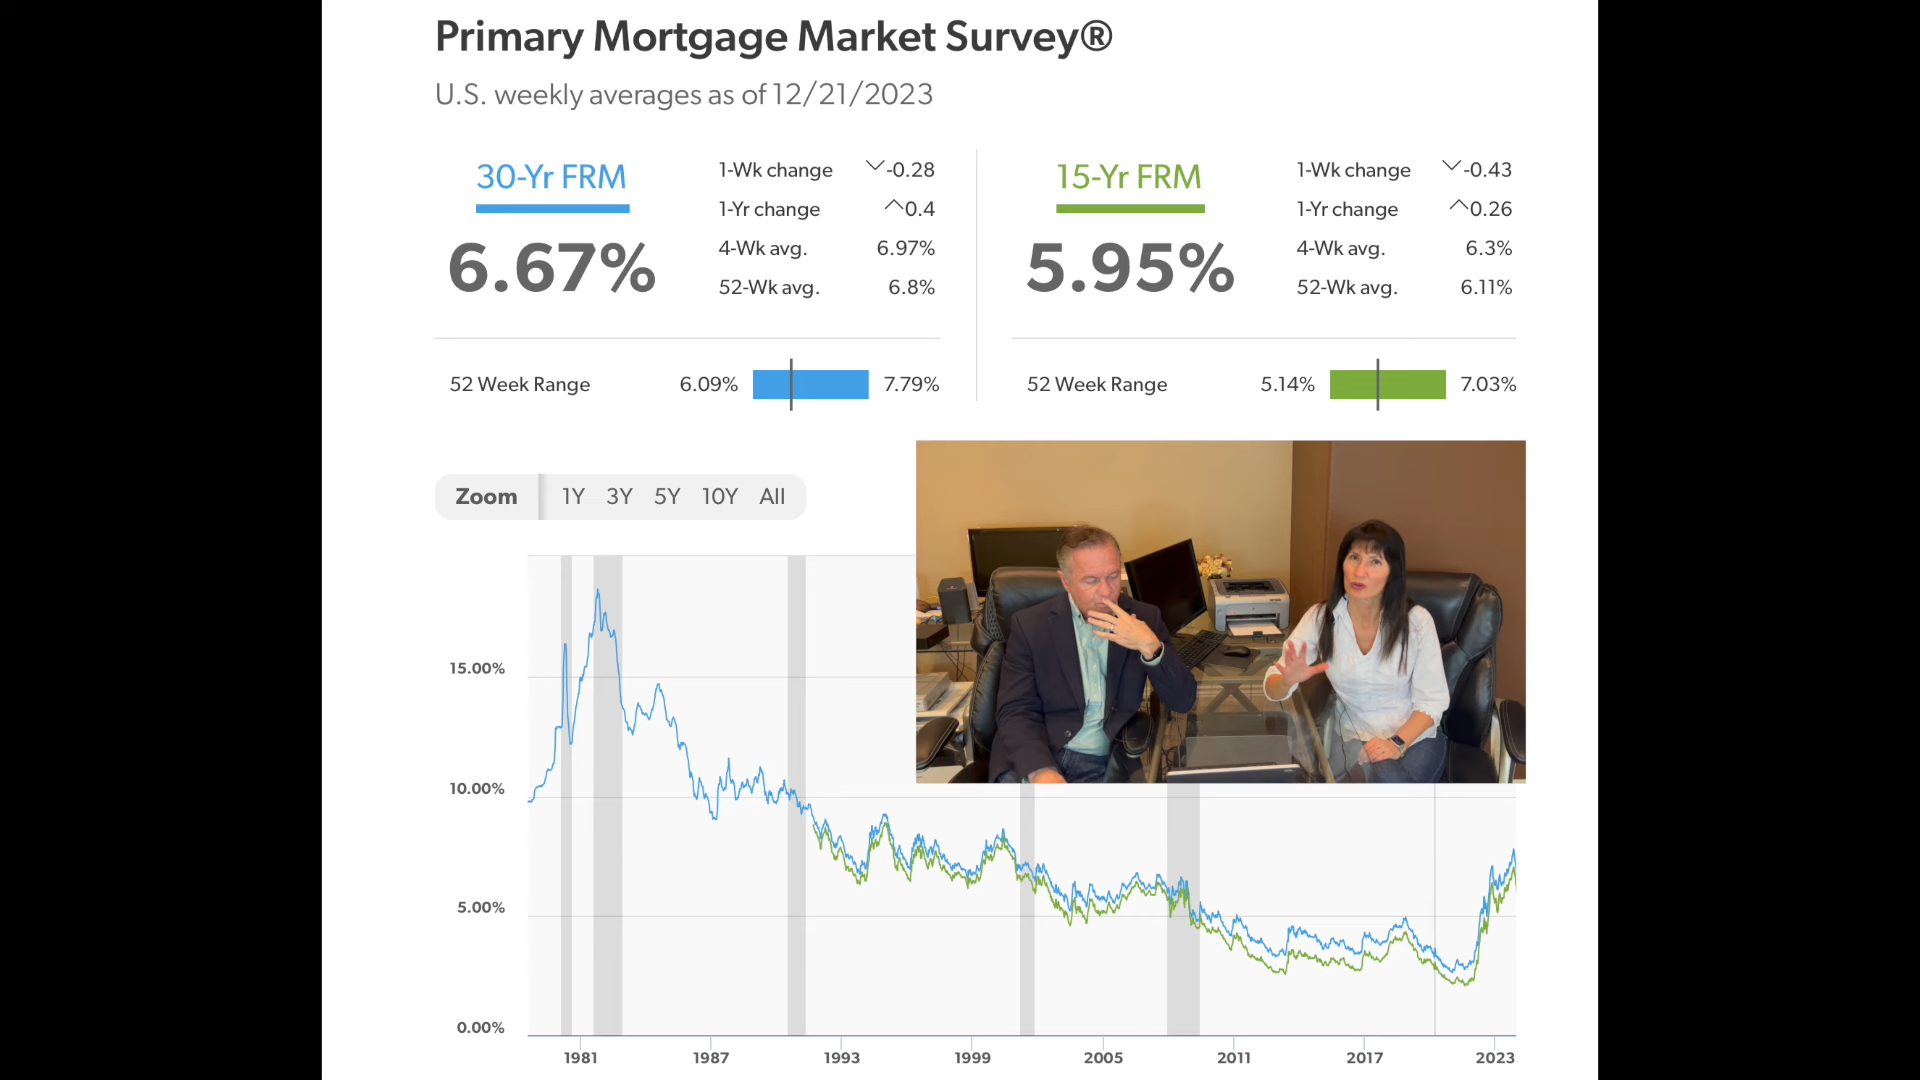 Primary Mortgage Market Survey®
U.S. weekly averages as of 12/21/2023
30-Yr FRM
6.67%
1-Wk change -0.28
1-Yr change 0.4
4-Wk avg. 6.97%
52-Wk avg. 6.8%
52 Week Range 6.09% 7.79%
15-Yr FRM
5.95%
1-Wk change -0.43
1-Yr change 0.26
4-Wk avg. 6.3%
52-Wk avg. 6.11%
52 Week Range 5.14% 7.03%
Zoom 1Y 3Y 5Y 10Y All
15.00%
10.00%
5.00%
0.00%
1981 1987 1993 1999 2005 2011 2017 2023